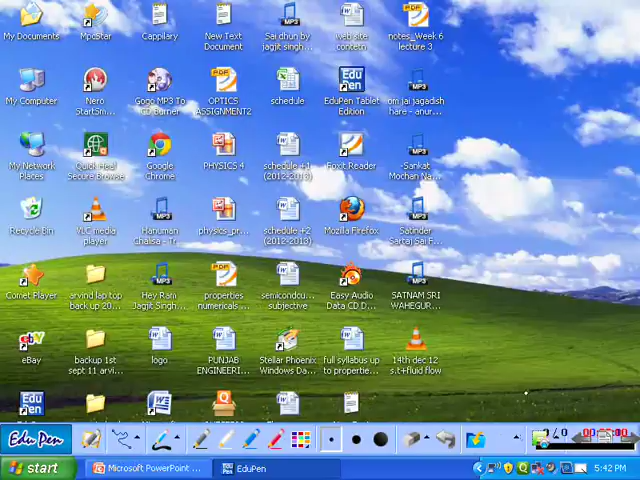 My Documents
MpcStar
Cappilary
New Text
Document
Sai dhun by
jagjit singh...
web site
contetn
notes_Week 6
lecture 3
My Computer
Nero
StartSm...
Gogo MP3 To
CD Burner
OPTICS
ASSIGNMENT2
schedule
EduPen Tablet
Edition
om jai jagadish
hare - anur...
My Network
Places
Quick Heal
Secure Browse
Google
Chrome
PHYSICS 4
schedule +1
(2012-2013)
Foxit Reader
-Sankat
Mochan Na...
Recycle Bin
VLC media
player
Hanuman
Chalisa - Tr...
physics_pr...
schedule +2
(2012-2013)
Mozilla Firefox
Satinder
Sartaj Sai F...
Comet Player
arvind lap top
back up 20...
Hey Ram
Jagjit Singh...
properties
numericals ...
semiconduc...
subjective
Easy Audio
Data CD D...
SATNAM SRI
WAHEGUR...
eBay
backup 1st
sept 11 arvi...
logo
PUNJAB
ENGINEERI...
Stellar Phoenix
Windows Da...
full syllabus up
to propertie...
14th dec 12
s.t+fluid flow
Edu Pen
start
Microsoft PowerPoint ...
EduPen
5:42 PM